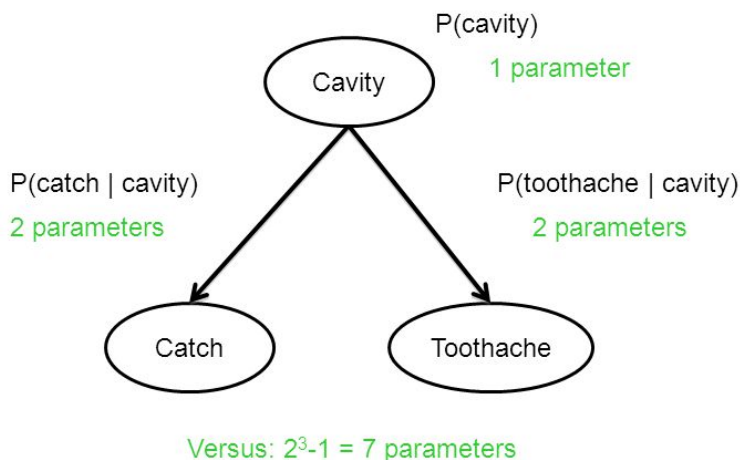 P(cavity)
1 parameter
Cavity
P(catch | cavity)
2 parameters
P(toothache | cavity)
2 parameters
Catch
Toothache
Versus: 2³-1 = 7 parameters